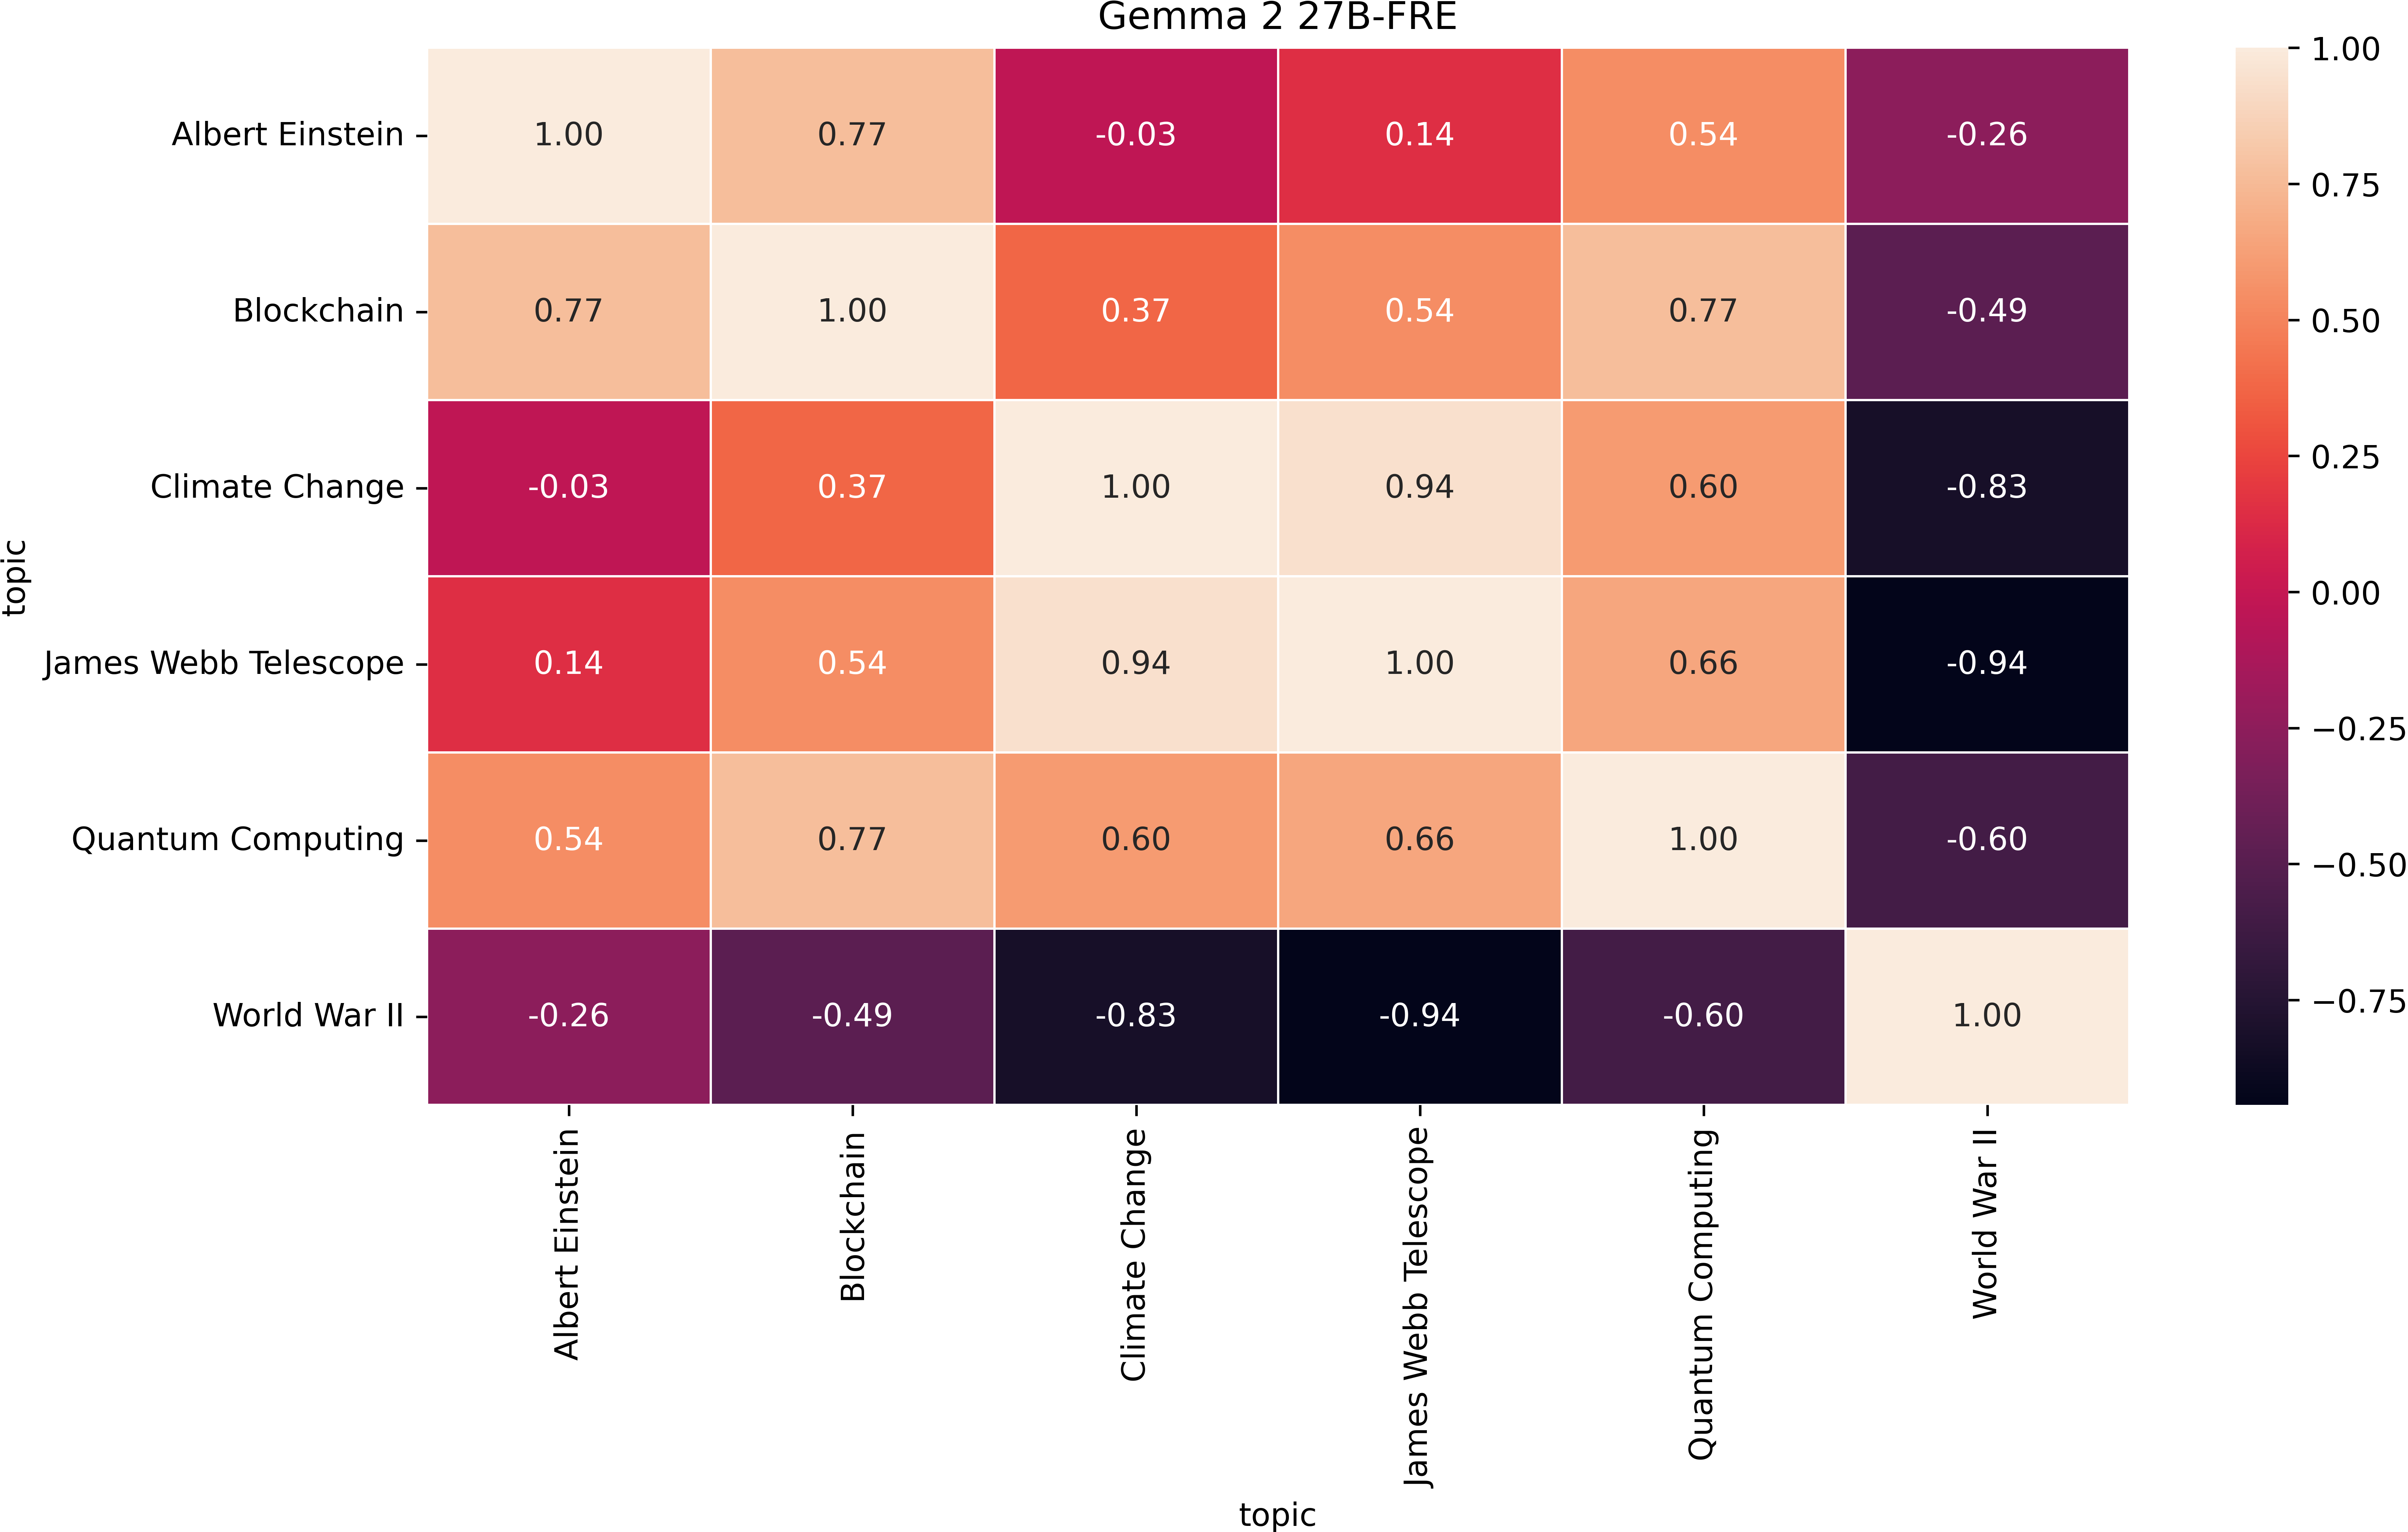 Gemma 2 27B-FRE
Albert Einstein 1.00 0.77 -0.03 0.14 0.54 -0.26
Blockchain 0.77 1.00 0.37 0.54 0.77 -0.49
Climate Change -0.03 0.37 1.00 0.94 0.60 -0.83
James Webb Telescope 0.14 0.54 0.94 1.00 0.66 -0.94
Quantum Computing 0.54 0.77 0.60 0.66 1.00 -0.60
World War II -0.26 -0.49 -0.83 -0.94 -0.60 1.00
topic
Albert Einstein
Blockchain
Climate Change
James Webb Telescope
Quantum Computing
World War II
topic
1.00
0.75
0.50
0.25
0.00
−0.25
−0.50
−0.75